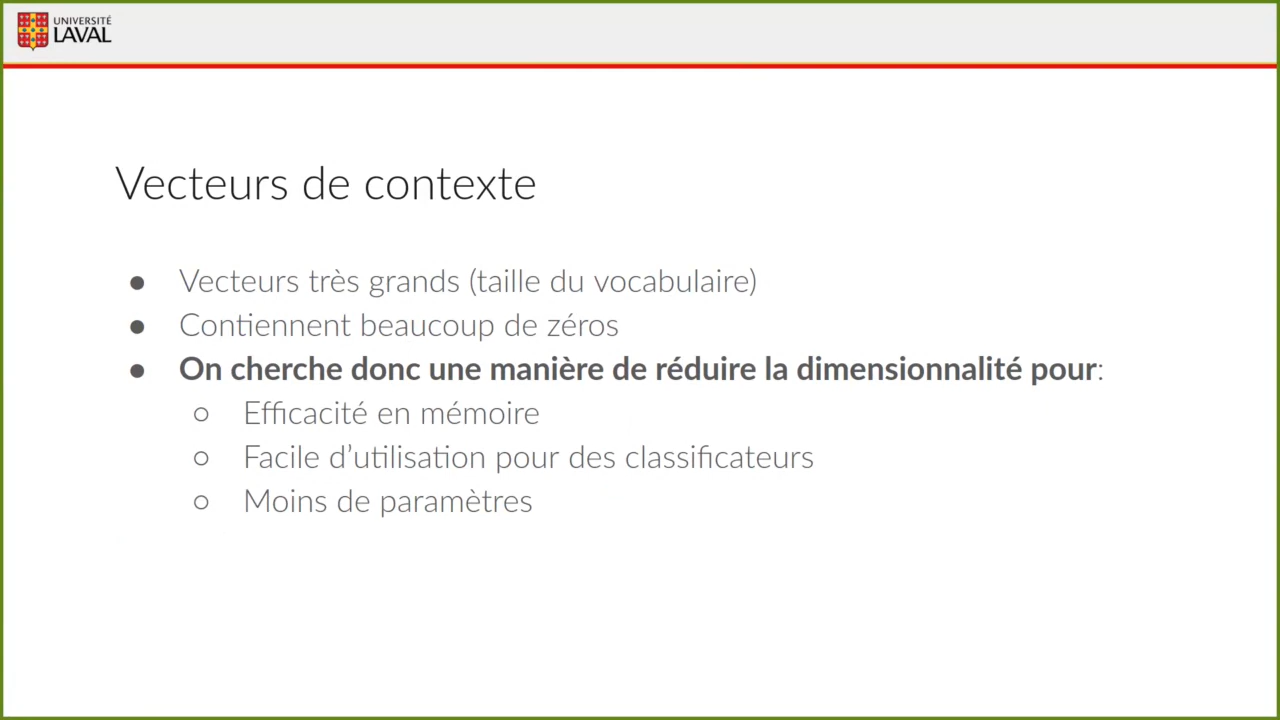 UNIVERSITÉ
LAVAL
Vecteurs de contexte
● Vecteurs très grands (taille du vocabulaire)
● Contiennent beaucoup de zéros
● On cherche donc une manière de réduire la dimensionnalité pour:
○ Efficacité en mémoire
○ Facile d’utilisation pour des classificateurs
○ Moins de paramètres